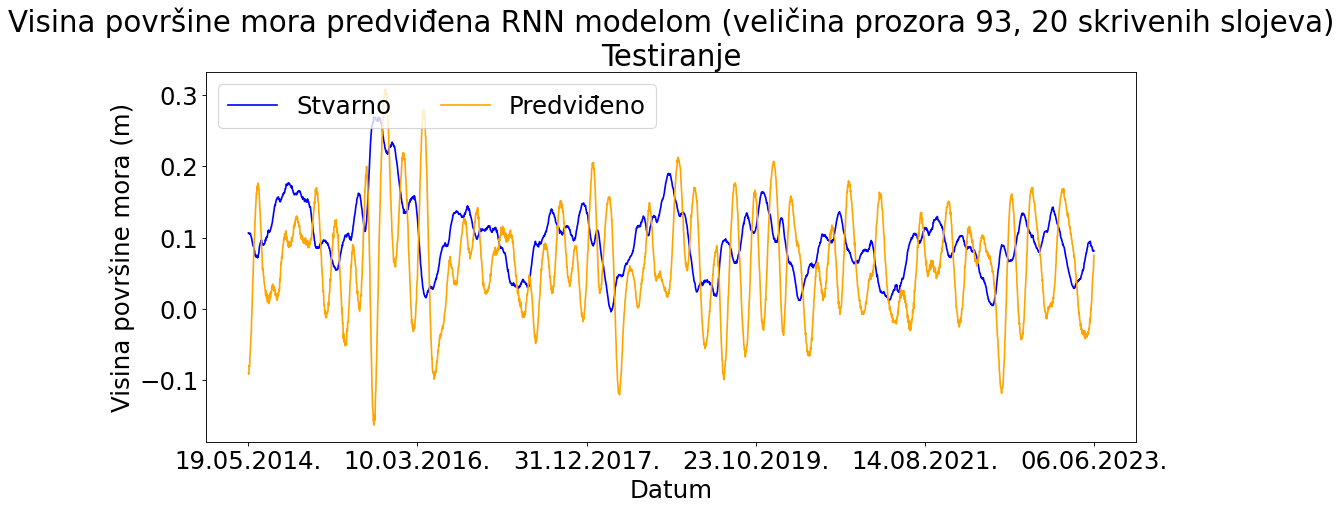 Visina površine mora predviđena RNN modelom (veličina prozora 93, 20 skrivenih slojeva)
Testiranje
Stvarno
Predviđeno
Visina površine mora (m)
0.3
0.2
0.1
0.0
−0.1
19.05.2014.
10.03.2016.
31.12.2017.
23.10.2019.
14.08.2021.
06.06.2023.
Datum